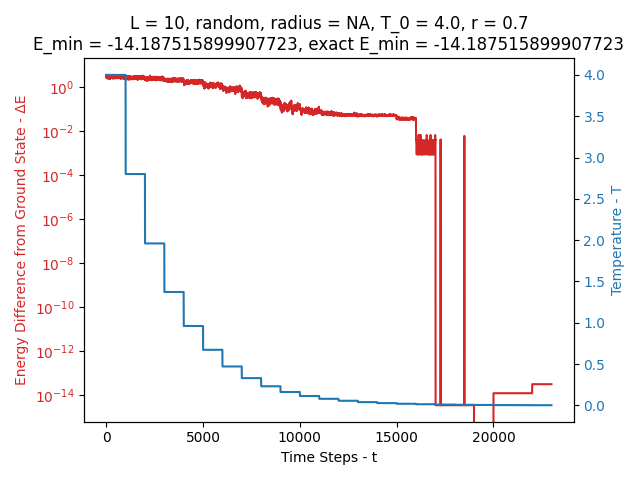 L = 10, random, radius = NA, T_0 = 4.0, r = 0.7
E_min = -14.187515899907723, exact E_min = -14.187515899907723
Energy Difference from Ground State - ΔE
10⁰
10⁻²
10⁻⁴
10⁻⁶
10⁻⁸
10⁻¹⁰
10⁻¹²
10⁻¹⁴
4.0
3.5
3.0
2.5
2.0
1.5
1.0
0.5
0.0
Temperature - T
0 5000 10000 15000 20000
Time Steps - t